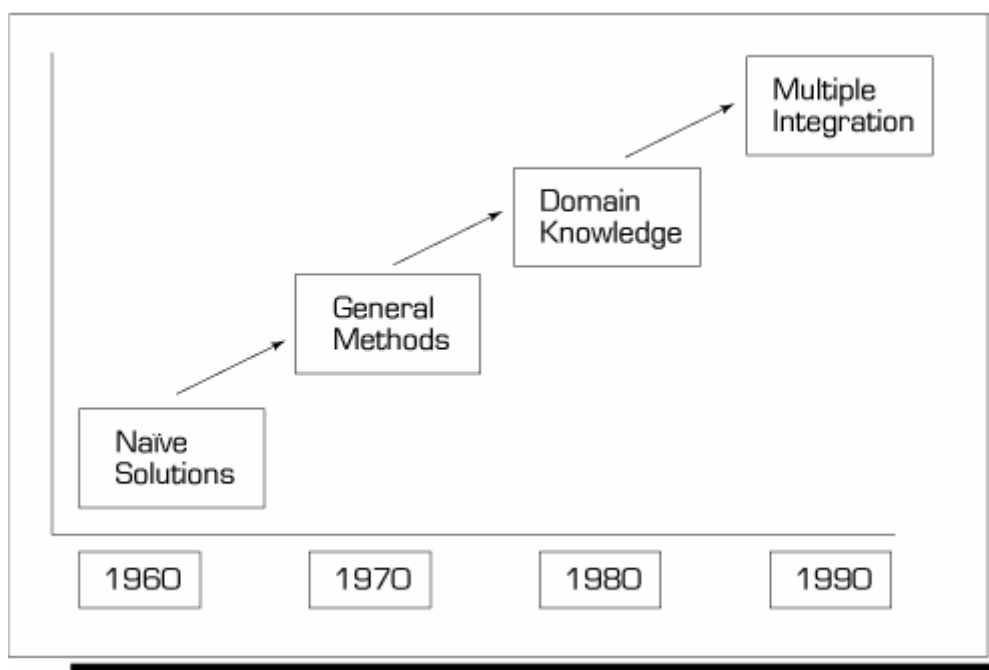 Multiple
Integration
Domain
Knowledge
General
Methods
Naïve
Solutions
1960
1970
1980
1990